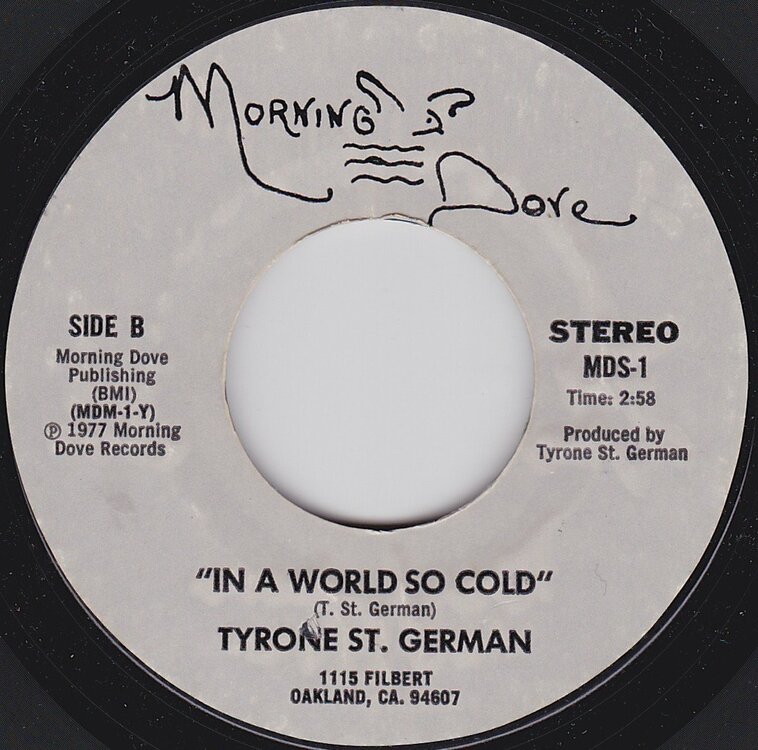 Morning
Dove
SIDE B
Morning Dove
Publishing
(BMI)
(MDM-1-Y)
℗ 1977 Morning
Dove Records
STEREO
MDS-1
Time: 2:58
Produced by
Tyrone St. German
"IN A WORLD SO COLD"
(T. St. German)
TYRONE ST. GERMAN
1115 FILBERT
OAKLAND, CA. 94607